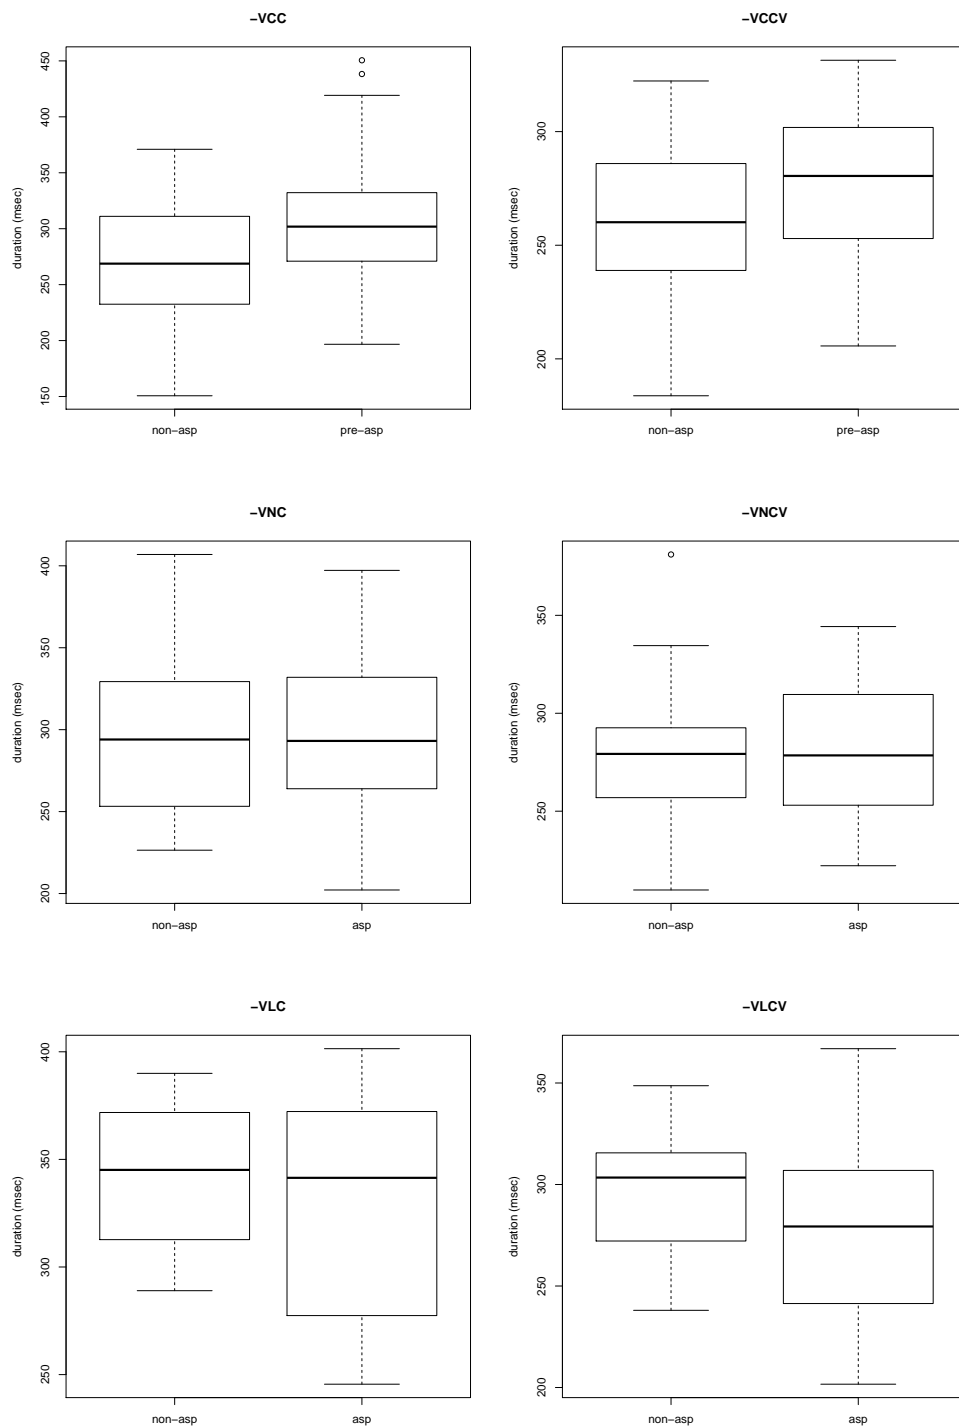 −VCC
duration (msec)
450
400
350
300
250
200
150
non−asp
pre−asp
−VCCV
duration (msec)
300
250
200
non−asp
pre−asp
−VNC
duration (msec)
400
350
300
250
200
non−asp
asp
−VNCV
duration (msec)
350
300
250
non−asp
asp
−VLC
duration (msec)
400
350
300
250
non−asp
asp
−VLCV
duration (msec)
350
300
250
200
non−asp
asp